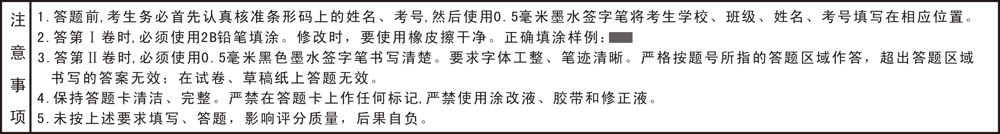 注意事项
1.答题前,考生务必首先认真核准条形码上的姓名、考号,然后使用0.5毫米墨水签字笔将考生学校、班级、姓名、考号填写在相应位置。
2.答第Ⅰ卷时,必须使用2B铅笔填涂。修改时，要使用橡皮擦干净。正确填涂样例：
3.答第Ⅱ卷时,必须使用0.5毫米黑色墨水签字笔书写清楚。要求字体工整、笔迹清晰。严格按题号所指的答题区域作答，超出答题区域
书写的答案无效；在试卷、草稿纸上答题无效。
4.保持答题卡清洁、完整。严禁在答题卡上作任何标记,严禁使用涂改液、胶带和修正液。
5.未按上述要求填写、答题，影响评分质量，后果自负。